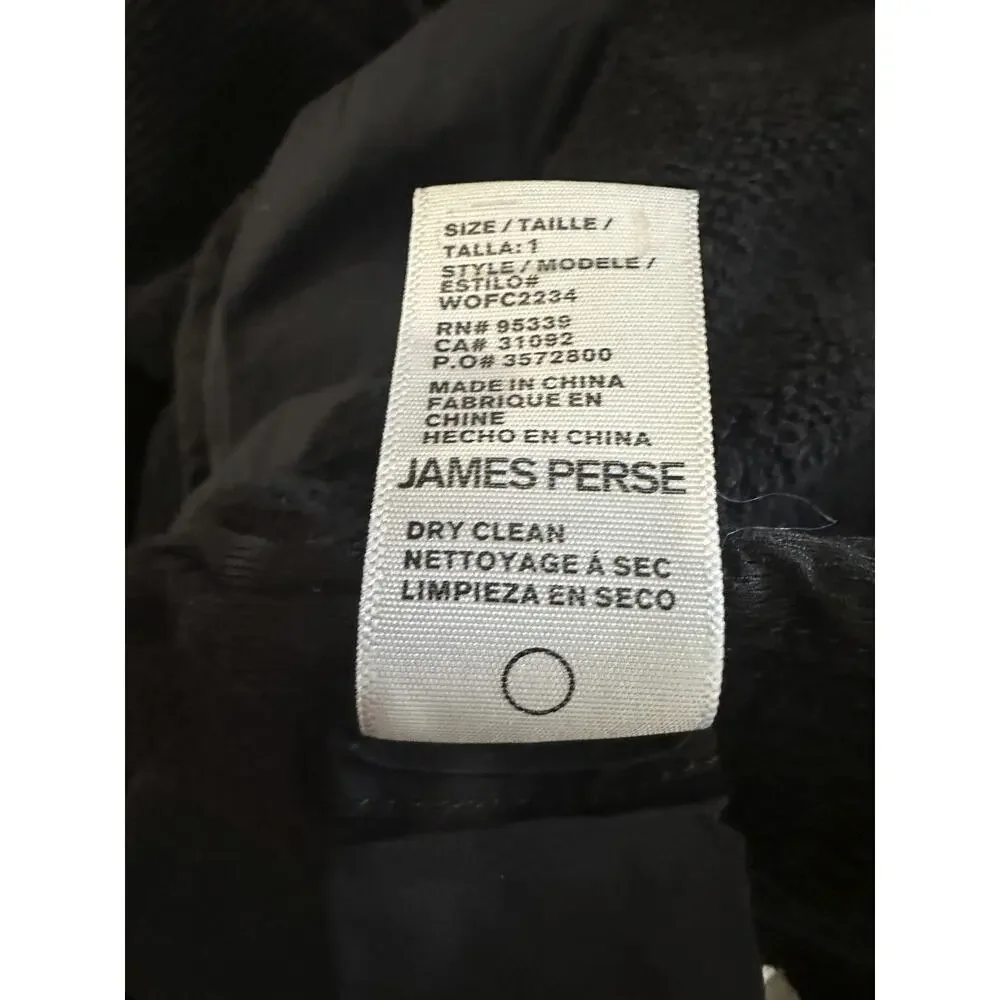 SIZE / TAILLE /
TALLA: 1
STYLE / MODELE /
ESTILO#
WOFC2234
RN# 95339
CA# 31092
P.O# 3572800
MADE IN CHINA
FABRIQUE EN
CHINE
HECHO EN CHINA
JAMES PERSE
DRY CLEAN
NETTOYAGE Á SEC
LIMPIEZA EN SECO